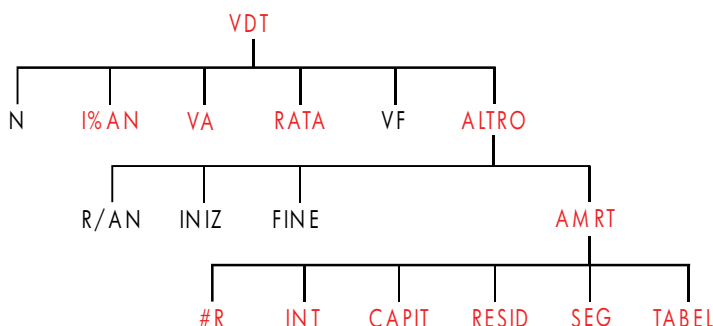 VDT
N I%AN VA RATA VF ALTRO
R/AN INIZ FINE AMRT
#R INT CAPIT RESID SEG TABEL